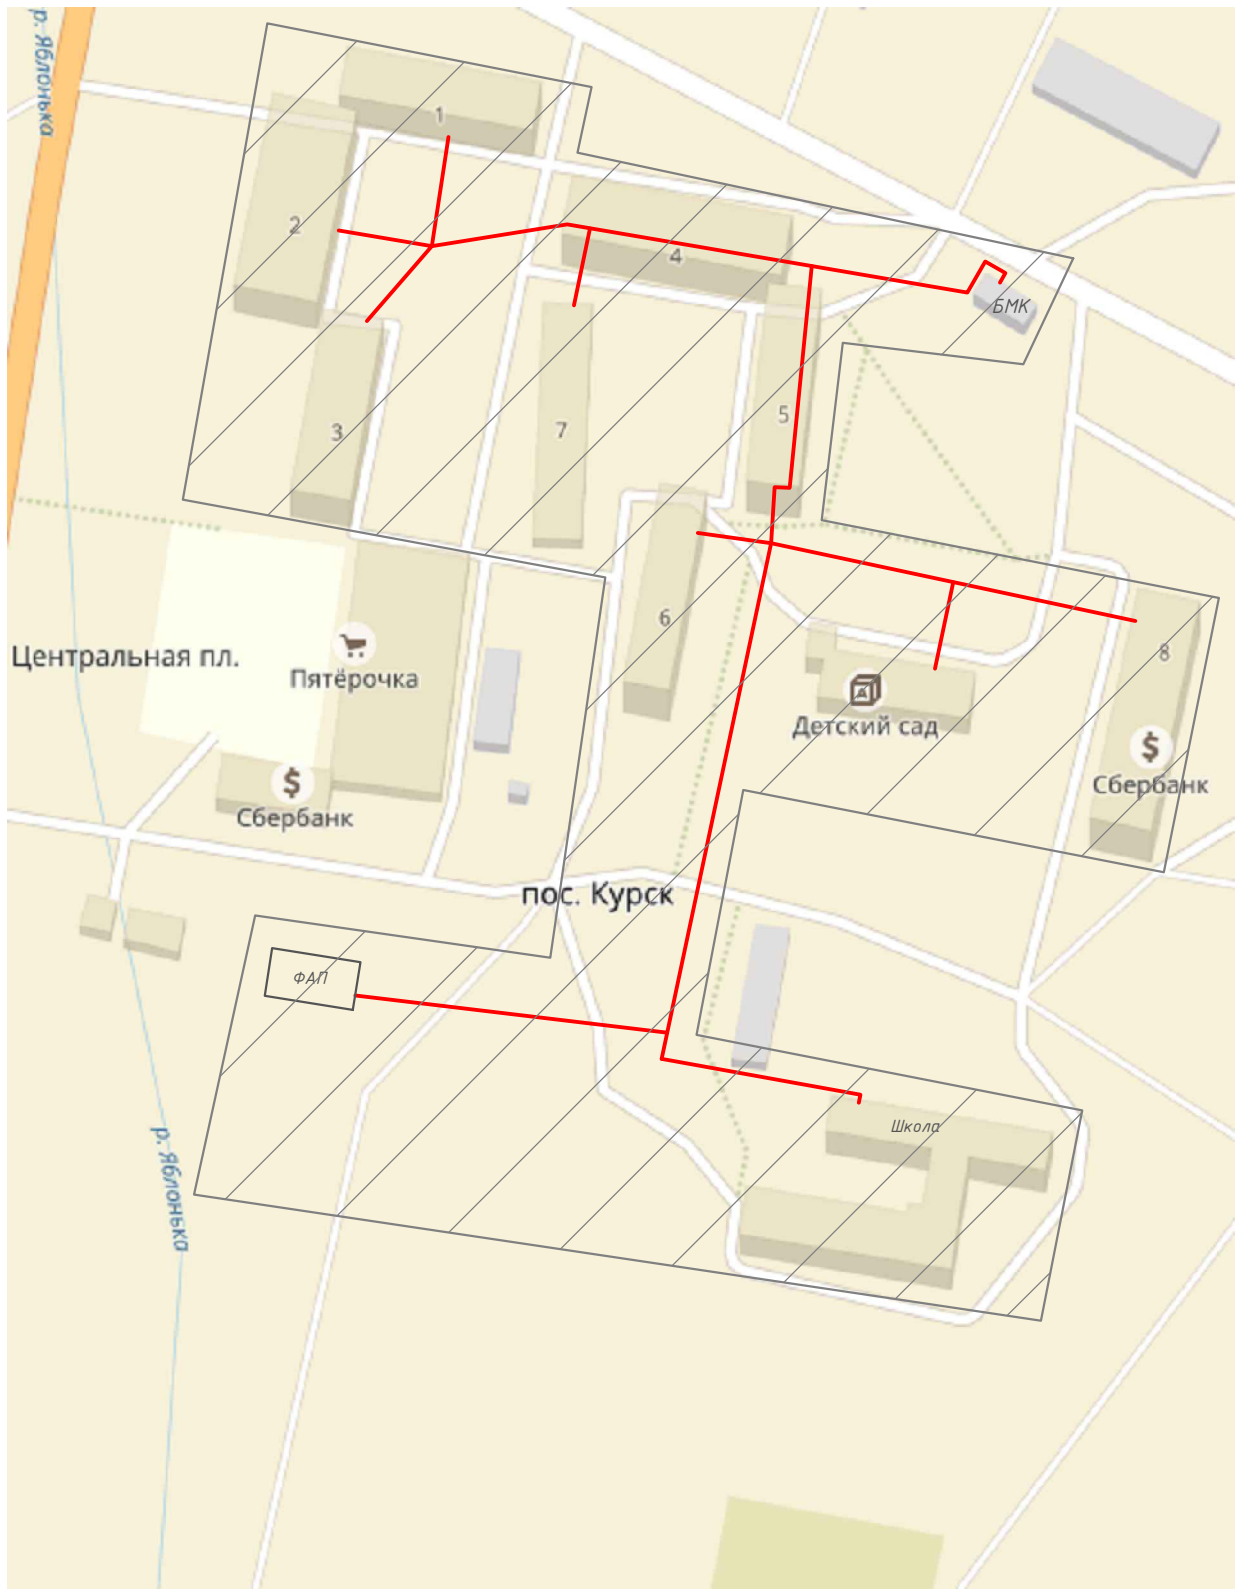 р. Яблонька
1
2
4
БМК
3
7
5
6
8
Центральная пл.
Пятёрочка
Детский сад
Сбербанк
Сбербанк
пос. Курск
ФАП
Школа
р. Яблонька